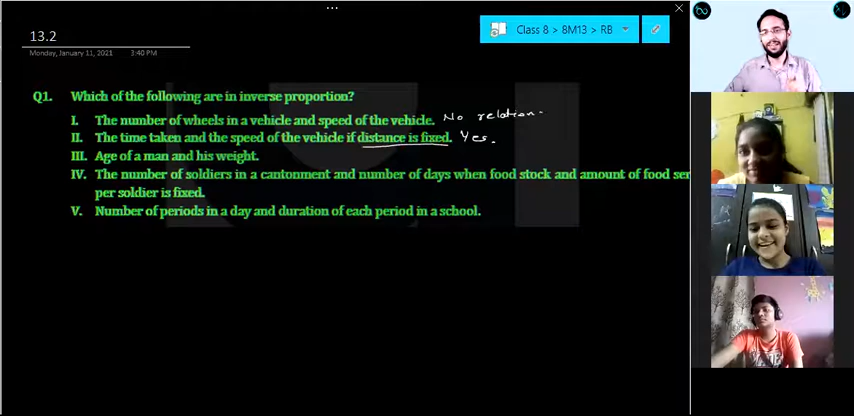 13.2
Monday, January 11, 2021 3:40 PM
Class 8 > 8M13 > RB
Q1. Which of the following are in inverse proportion?
I. The number of wheels in a vehicle and speed of the vehicle. No relation.
II. The time taken and the speed of the vehicle if distance is fixed. Yes.
III. Age of a man and his weight.
IV. The number of soldiers in a cantonment and number of days when food stock and amount of food ser
per soldier is fixed.
V. Number of periods in a day and duration of each period in a school.